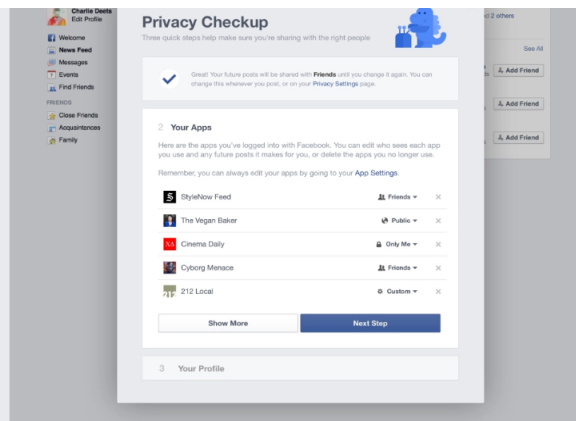 Charlie Deets
Edit Profile
Welcome
News Feed
Messages
Events
Find Friends
FRIENDS
Close Friends
Acquaintances
Family
Privacy Checkup
Three quick steps help make sure you're sharing with the right people
Great! Your future posts will be shared with Friends until you change it again. You can
change this whenever you post, or on your Privacy Settings page.
2 Your Apps
Here are the apps you've logged into with Facebook. You can edit who sees each app
you use and any future posts it makes for you, or delete the apps you no longer use.
Remember, you can always edit your apps by going to your App Settings.
S StyleNow Feed Friends
The Vegan Baker Public
XA Cinema Daily Only Me
Cyborg Menace Friends
212 212 Local Custom
Show More Next Step
3 Your Profile
2 others
See All
Add Friend
Add Friend
Add Friend